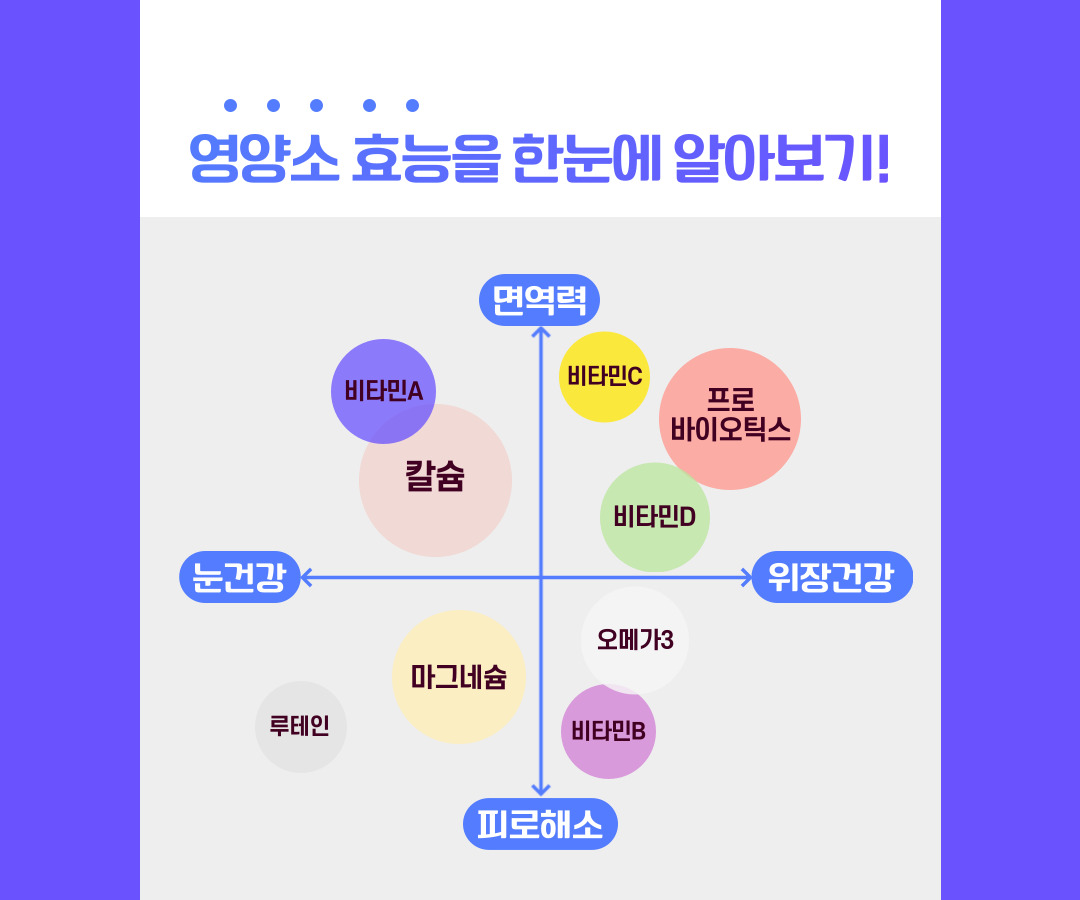 영양소 효능을 한눈에 알아보기!
면역력
비타민A
비타민C
프로
바이오틱스
칼슘
비타민D
눈건강
위장건강
오메가3
마그네슘
루테인
비타민B
피로해소